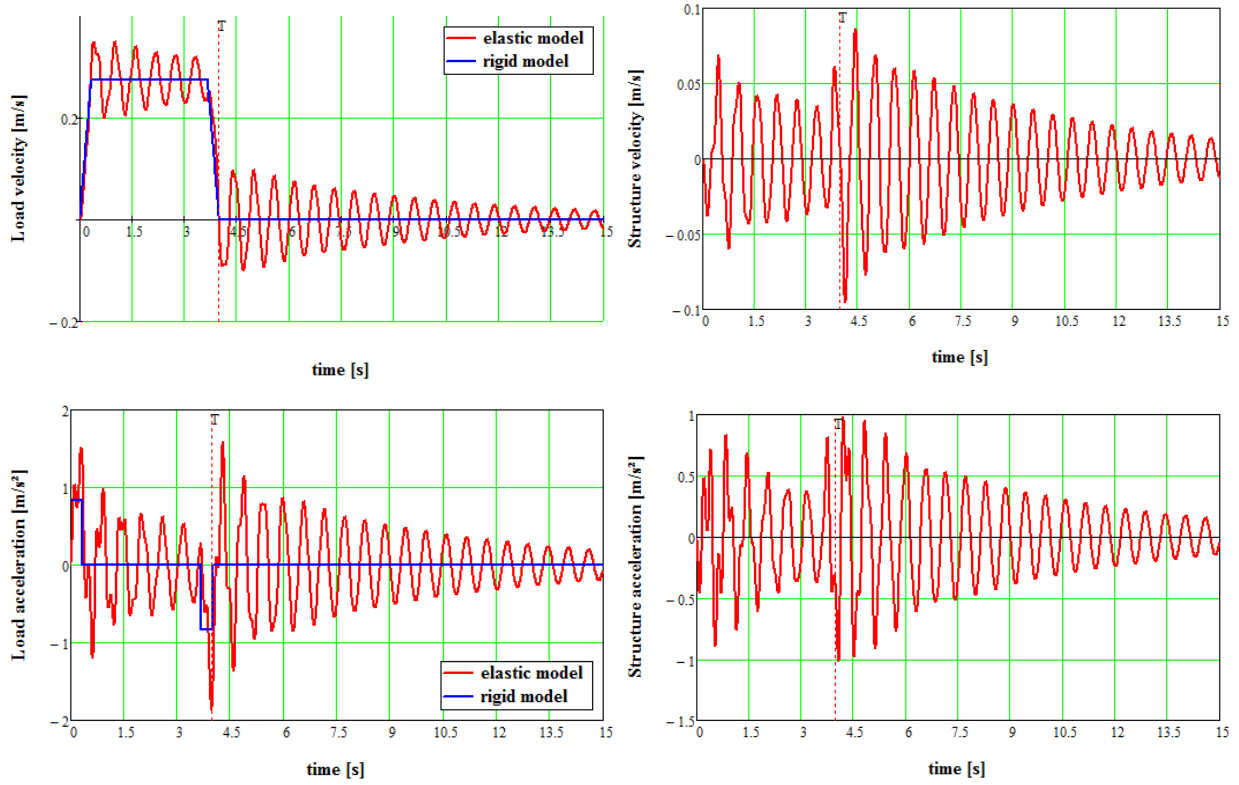 Load velocity [m/s]
0.2
− 0.2
T
elastic model
rigid model
0 1.5 3 4.5 6 7.5 9 10.5 12 13.5 15
time [s]
Structure velocity [m/s]
0.1
0.05
0
− 0.05
− 0.1
T
0 1.5 3 4.5 6 7.5 9 10.5 12 13.5 15
time [s]
Load acceleration [m/s²]
2
1
0
− 1
− 2
T
elastic model
rigid model
0 1.5 3 4.5 6 7.5 9 10.5 12 13.5 15
time [s]
Structure acceleration [m/s²]
1
0.5
0
− 0.5
− 1
− 1.5
T
0 1.5 3 4.5 6 7.5 9 10.5 12 13.5 15
time [s]